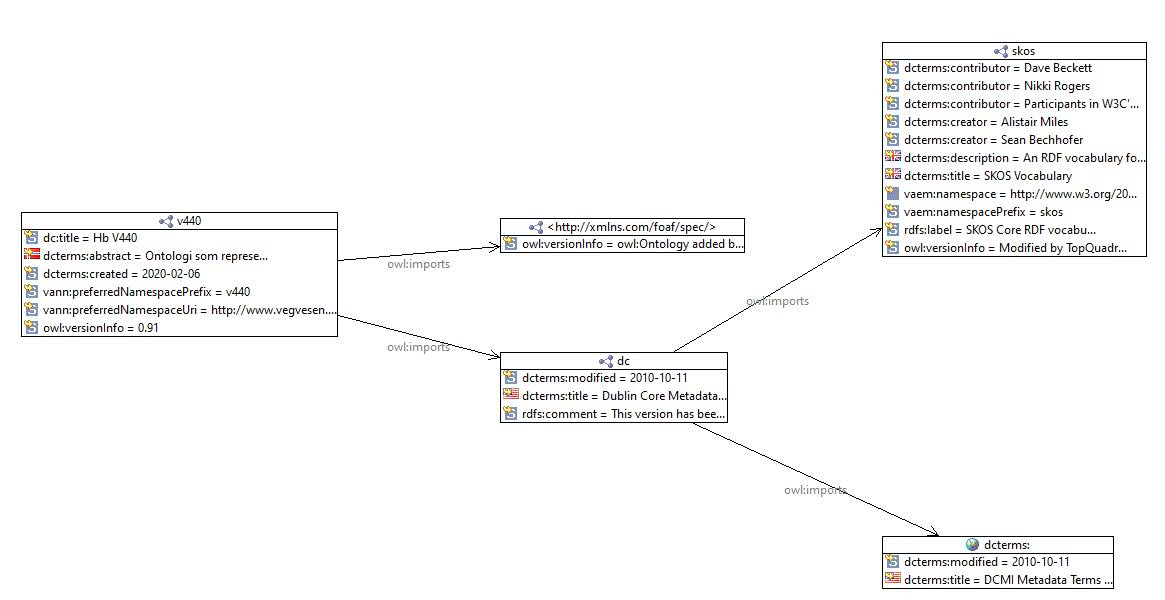 v440
dc:title = Hb V440
dcterms:abstract = Ontologi som represe...
dcterms:created = 2020-02-06
vann:preferredNamespacePrefix = v440
vann:preferredNamespaceUri = http://www.vegvesen....
owl:versionInfo = 0.91
owl:imports
owl:imports
<http://xmlns.com/foaf/spec/>
owl:versionInfo = owl:Ontology added b...
dc
dcterms:modified = 2010-10-11
dcterms:title = Dublin Core Metadata...
rdfs:comment = This version has bee...
owl:imports
owl:imports
skos
dcterms:contributor = Dave Beckett
dcterms:contributor = Nikki Rogers
dcterms:contributor = Participants in W3C'...
dcterms:creator = Alistair Miles
dcterms:creator = Sean Bechhofer
dcterms:description = An RDF vocabulary fo...
dcterms:title = SKOS Vocabulary
vaem:namespace = http://www.w3.org/20...
vaem:namespacePrefix = skos
rdfs:label = SKOS Core RDF vocabu...
owl:versionInfo = Modified by TopQuadr...
dcterms:
dcterms:modified = 2010-10-11
dcterms:title = DCMI Metadata Terms ...